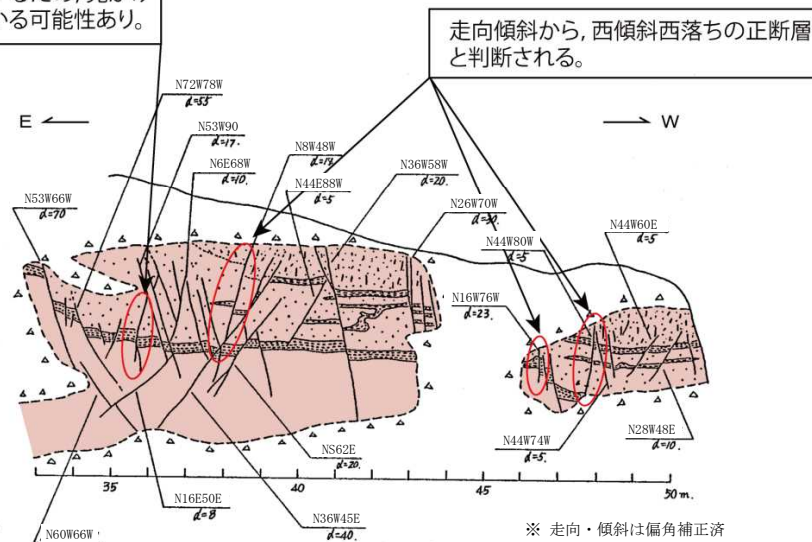 いる可能性あり。
走向傾斜から, 西傾斜西落ちの正断層
と判断される。
E
W
N72W78W
d=55
N53W90
d=17.
N6E68W
d=10.
N8W48W
N44E88W
d=5
N36W58W
d=20.
N26W70W
d=30.
N44W80W
d=5
N44W60E
d=5
N53W66W
d=70
N16W76W
d=23.
N44W74W
d=5.
N28W48E
d=10.
NS62E
d=20.
N16E50E
d=8
N36W45E
d=40.
N60W66W
35
40
45
50 m.
※ 走向・傾斜は偏角補正済